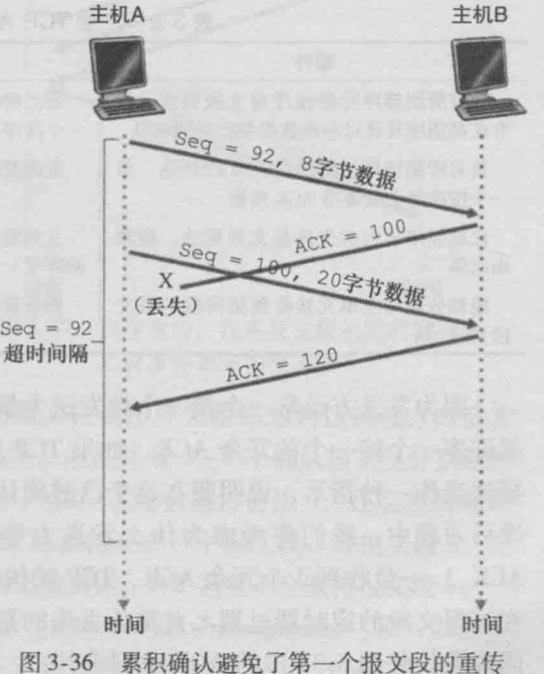 主机A
主机B
Seq = 92, 8字节数据
ACK = 100
Seq = 100, 20字节数据
X
(丢失)
Seq = 92
超时间隔
ACK = 120
时间
时间
图3-36 累积确认避免了第一个报文段的重传